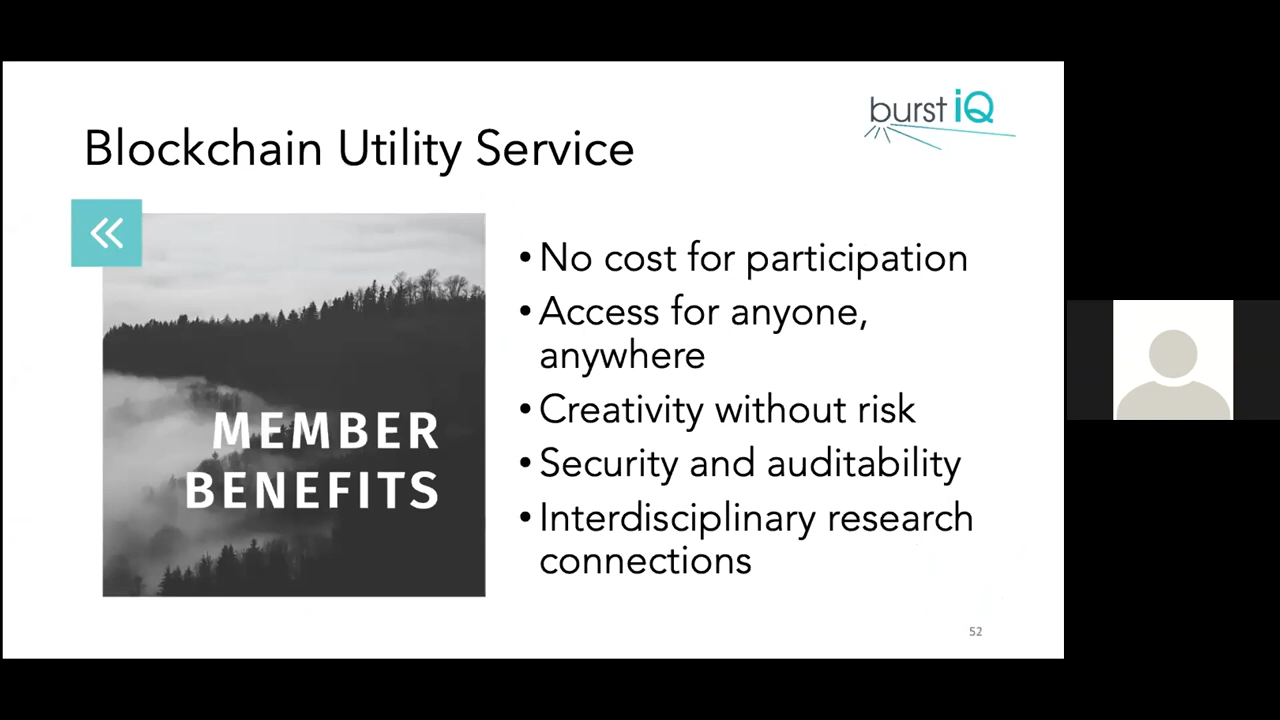 burst iQ
Blockchain Utility Service
MEMBER
BENEFITS
• No cost for participation
• Access for anyone,
anywhere
• Creativity without risk
• Security and auditability
• Interdisciplinary research
connections
52